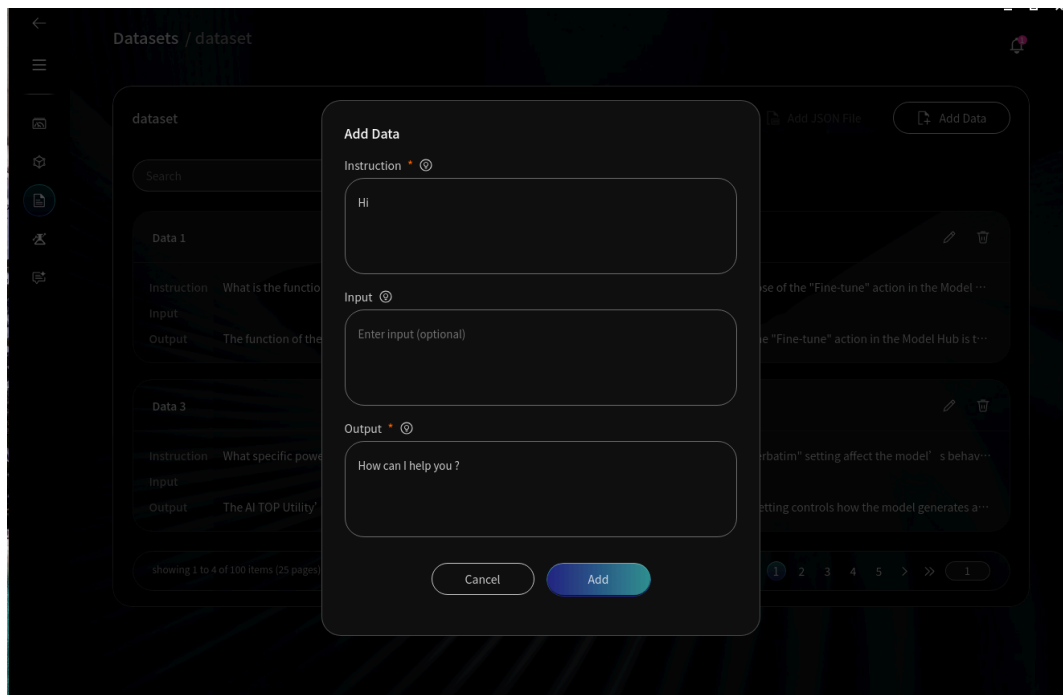 Datasets / dataset
dataset
Add JSON File
Add Data
Search
Add Data
Instruction *
Hi
Input
Enter input (optional)
Output *
How can I help you ?
Cancel
Add
Data 1
Instruction What is the functio
ose of the "Fine-tune" action in the Model ···
Input
Output The function of the
e "Fine-tune" action in the Model Hub is t···
Data 3
Instruction What specific powe
erbatim" setting affect the model's behav···
Input
Output The AI TOP Utility'
etting controls how the model generates a···
showing 1 to 4 of 100 items (25 pages)
1 2 3 4 5 > >> 1